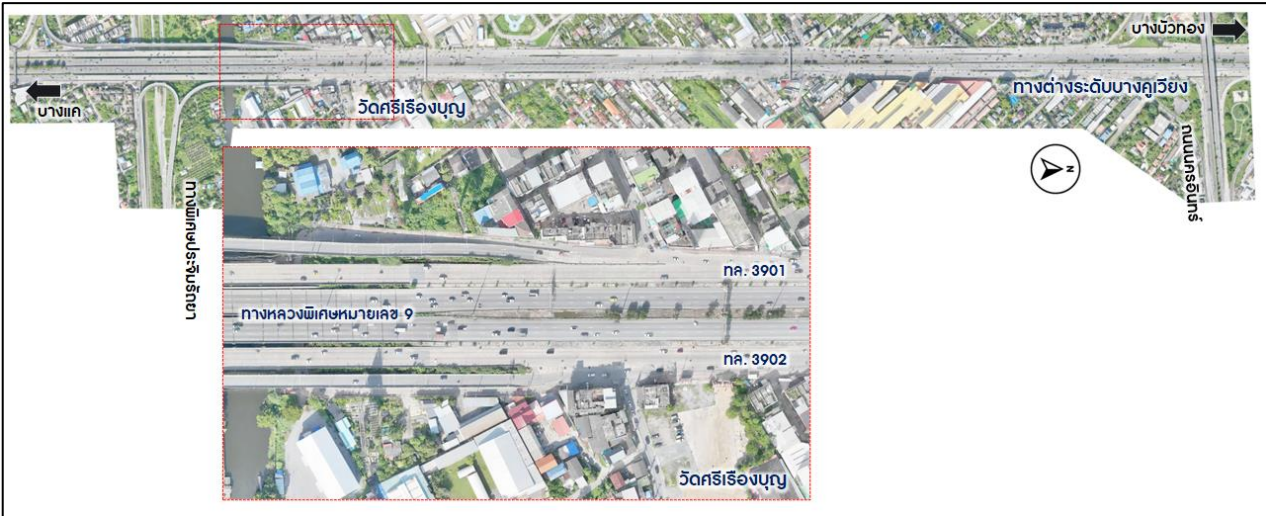 บางบัวทอง
บางแค
วัดศรีเรืองบุญ
ทางต่างระดับบางคูเวียง
ถนนนครอินทร์
N
ทางพิเศษประจิมรัถยา
ทล. 3901
ทางหลวงพิเศษหมายเลข 9
ทล. 3902
วัดศรีเรืองบุญ